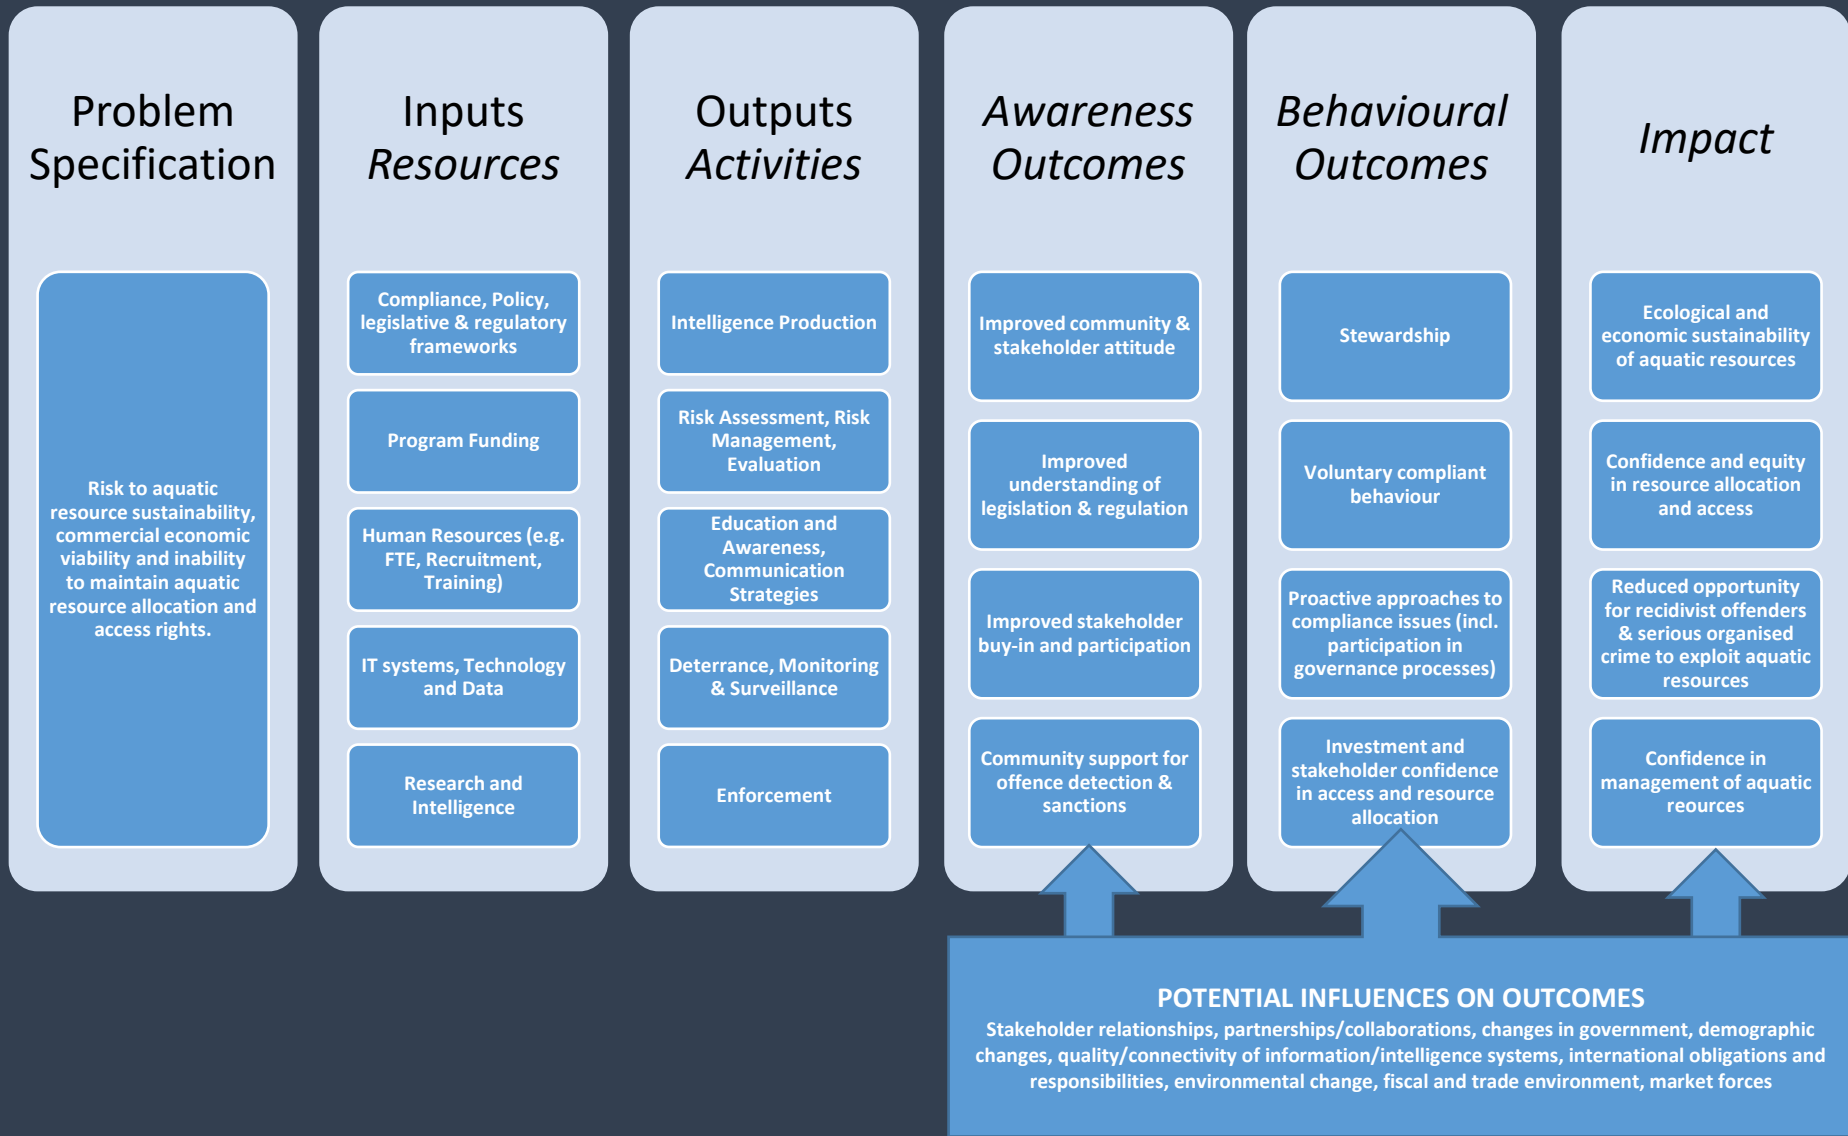 Problem
Specification
Risk to aquatic
resource sustainability,
commercial economic
viability and inability
to maintain aquatic
resource allocation and
access rights.
Inputs
Resources
Compliance, Policy,
legislative & regulatory
frameworks
Program Funding
Human Resources (e.g.
FTE, Recruitment,
Training)
IT systems, Technology
and Data
Research and
Intelligence
Outputs
Activities
Intelligence Production
Risk Assessment, Risk
Management,
Evaluation
Education and
Awareness,
Communication
Strategies
Deterrance, Monitoring
& Surveillance
Enforcement
Awareness
Outcomes
Improved community &
stakeholder attitude
Improved
understanding of
legislation & regulation
Improved stakeholder
buy-in and participation
Community support for
offence detection &
sanctions
Behavioural
Outcomes
Stewardship
Voluntary compliant
behaviour
Proactive approaches to
compliance issues (incl.
participation in
governance processes)
Investment and
stakeholder confidence
in access and resource
allocation
Impact
Ecological and
economic sustainability
of aquatic resources
Confidence and equity
in resource allocation
and access
Reduced opportunity
for recidivist offenders
& serious organised
crime to exploit aquatic
resources
Confidence in
management of aquatic
reources
POTENTIAL INFLUENCES ON OUTCOMES
Stakeholder relationships, partnerships/collaborations, changes in government, demographic
changes, quality/connectivity of information/intelligence systems, international obligations and
responsibilities, environmental change, fiscal and trade environment, market forces